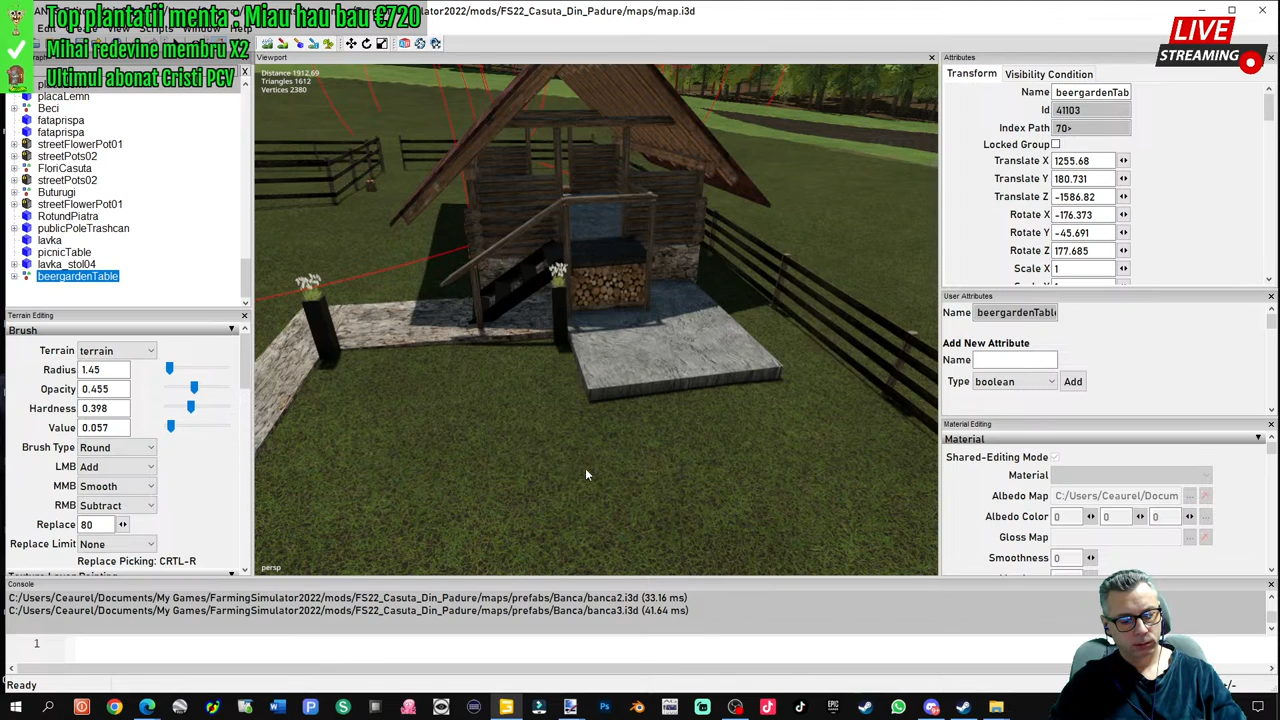 Top plantatii menta : Miau hau bau €720
Mihai redevine membru X2
Ultimul abonat Cristi PCV
ulator2022/mods/FS22_Casuta_Din_Padure/maps/map.i3d
LIVE
STREAMING
Viewport
Distance 1912.69
Triangles 1612
Vertices 2380
persp
placaLemn
Beci
fataprispa
fataprispa
streetFlowerPot01
streetPots02
FloriCasuta
streetPots02
Buturugi
streetFlowerPot01
RotundPiatra
publicPoleTrashcan
lavka
picnicTable
lavka_stol04
beergardenTable
Terrain Editing
Brush
Terrain terrain
Radius 1.45
Opacity 0.455
Hardness 0.398
Value 0.057
Brush Type Round
LMB Add
MMB Smooth
RMB Subtract
Replace 80
Replace Limit None
Replace Picking: CRTL-R
Attributes
Transform Visibility Condition
Name beergardenTab
Id 41103
Index Path 70>
Locked Group
Translate X 1255.68
Translate Y 180.731
Translate Z -1586.82
Rotate X -176.373
Rotate Y -45.691
Rotate Z 177.685
Scale X 1
User Attributes
Name beergardenTabl
Add New Attribute
Name
Type boolean Add
Material Editing
Material
Shared-Editing Mode
Material
Albedo Map C:/Users/Ceaurel/Docum
Albedo Color 0 0 0
Gloss Map
Smoothness 0
Console
C:/Users/Ceaurel/Documents/My Games/FarmingSimulator2022/mods/FS22_Casuta_Din_Padure/maps/prefabs/Banca/banca2.i3d (33.16 ms)
C:/Users/Ceaurel/Documents/My Games/FarmingSimulator2022/mods/FS22_Casuta_Din_Padure/maps/prefabs/Banca/banca3.i3d (41.64 ms)
1
Ready